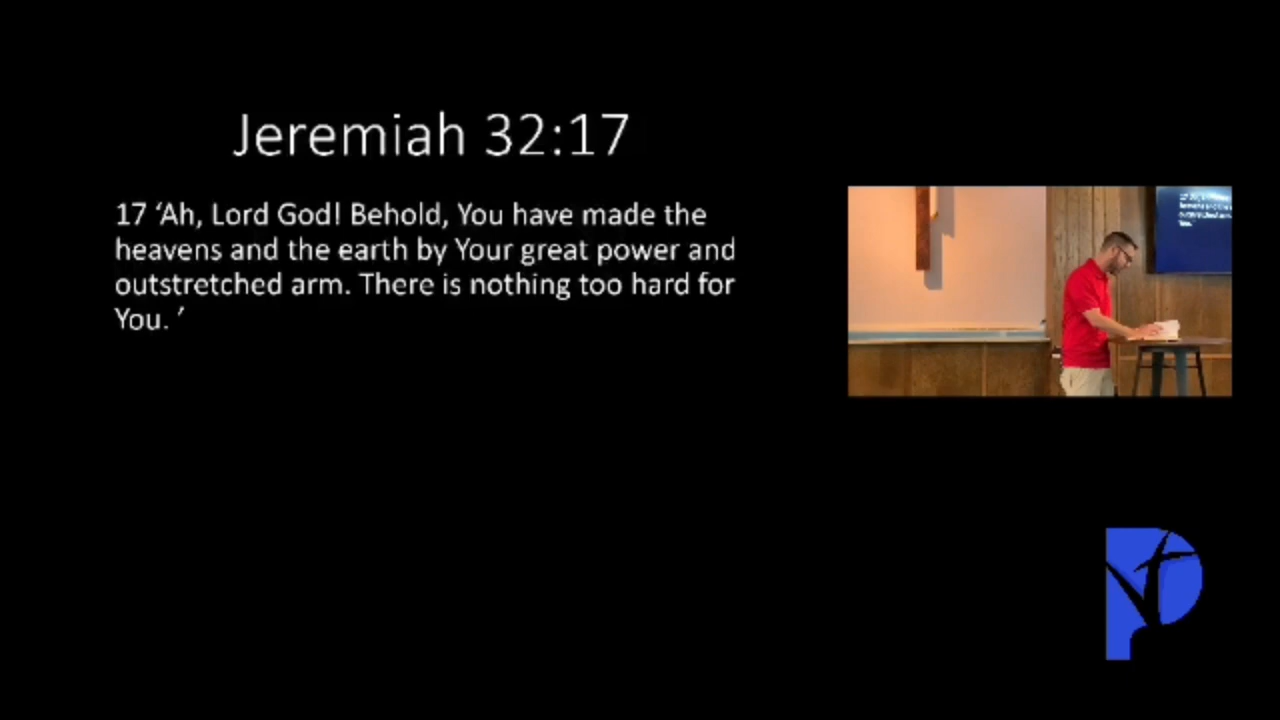 Jeremiah 32:17
17 ‘Ah, Lord God! Behold, You have made the
heavens and the earth by Your great power and
outstretched arm. There is nothing too hard for
You. ’